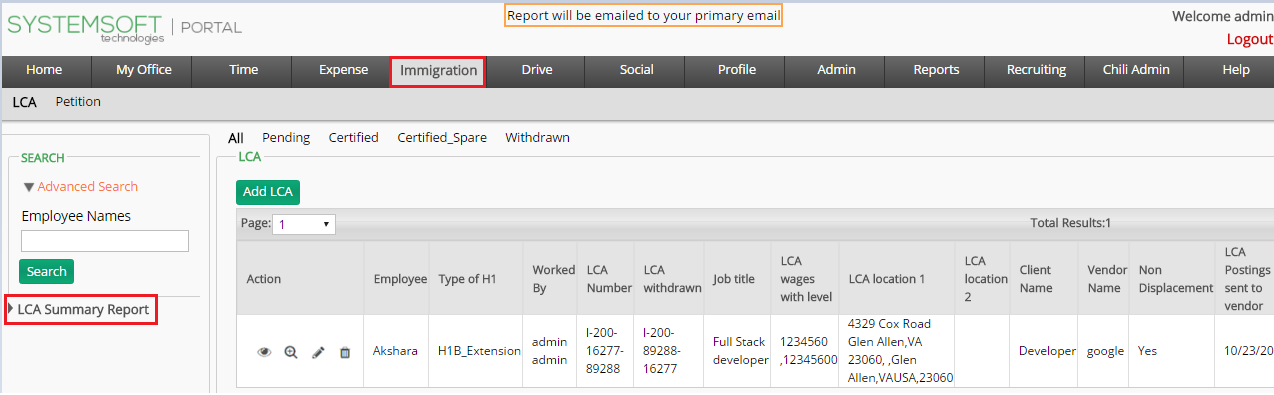 Report will be emailed to your primary email
Welcome admin
SYSTEMSOFT
technologies
PORTAL
Logout
Home My Office Time Expense Immigration Drive Social Profile Admin Reports Recruiting Chili Admin Help
LCA Petition
All Pending Certified Certified_Spare Withdrawn
SEARCH
Advanced Search
Employee Names
Search
LCA Summary Report
LCA
Add LCA
Page: 1 Total Results:1
Action
Employee
Type of H1
Worked
By
LCA
Number
LCA
withdrawn
Job title
LCA
wages
with level
LCA location 1
LCA
location
2
Client
Name
Vendor
Name
Non
Displacement
LCA
Postings
sent to
vendor
Akshara
H1B_Extension
admin
admin
I-200-
16277-
89288
I-200-
89288-
16277
Full Stack
developer
1234560
,12345600
4329 Cox Road
Glen Allen,VA
23060, ,Glen
Allen,VAUSA,23060
Developer
google
Yes
10/23/20